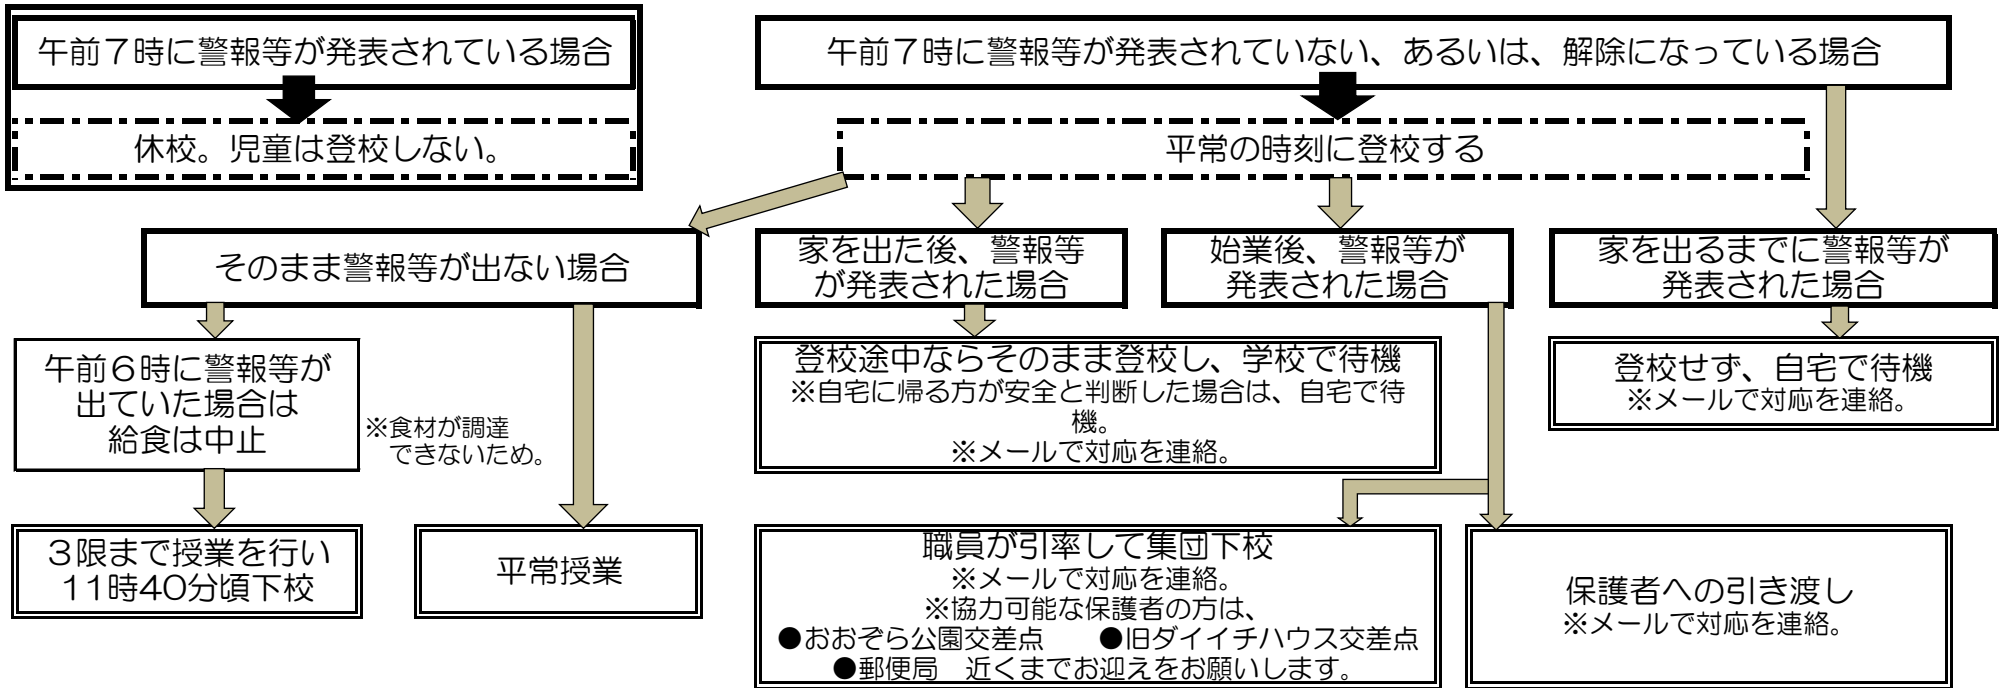 午前７時に警報等が発表されている場合
休校。児童は登校しない。
午前７時に警報等が発表されていない、あるいは、解除になっている場合
平常の時刻に登校する
そのまま警報等が出ない場合
家を出た後、警報等
が発表された場合
始業後、警報等が
発表された場合
家を出るまでに警報等が
発表された場合
午前６時に警報等が
出ていた場合は
給食は中止
※食材が調達
できないため。
登校途中ならそのまま登校し、学校で待機
※自宅に帰る方が安全と判断した場合は、自宅で待
機。
※メールで対応を連絡。
登校せず、自宅で待機
※メールで対応を連絡。
３限まで授業を行い
11時40分頃下校
平常授業
職員が引率して集団下校
※メールで対応を連絡。
※協力可能な保護者の方は、
●おおぞら公園交差点　　●旧ダイイチハウス交差点
●郵便局　近くまでお迎えをお願いします。
保護者への引き渡し
※メールで対応を連絡。